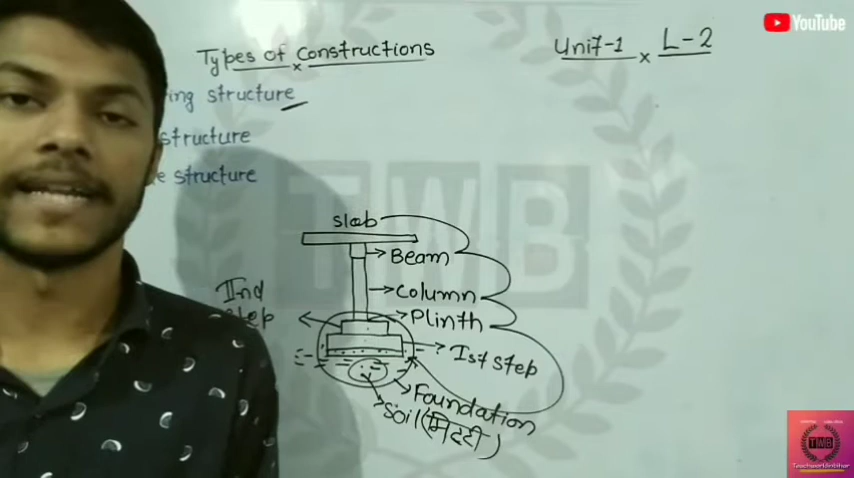 Types of Constructions
Unit-1 x L-2
ing structure
structure
e structure
TWB
slab
Beam
Column
Plinth
IInd
step
Ist step
Foundation
Soil (मिट्टी)
YouTube
TWB